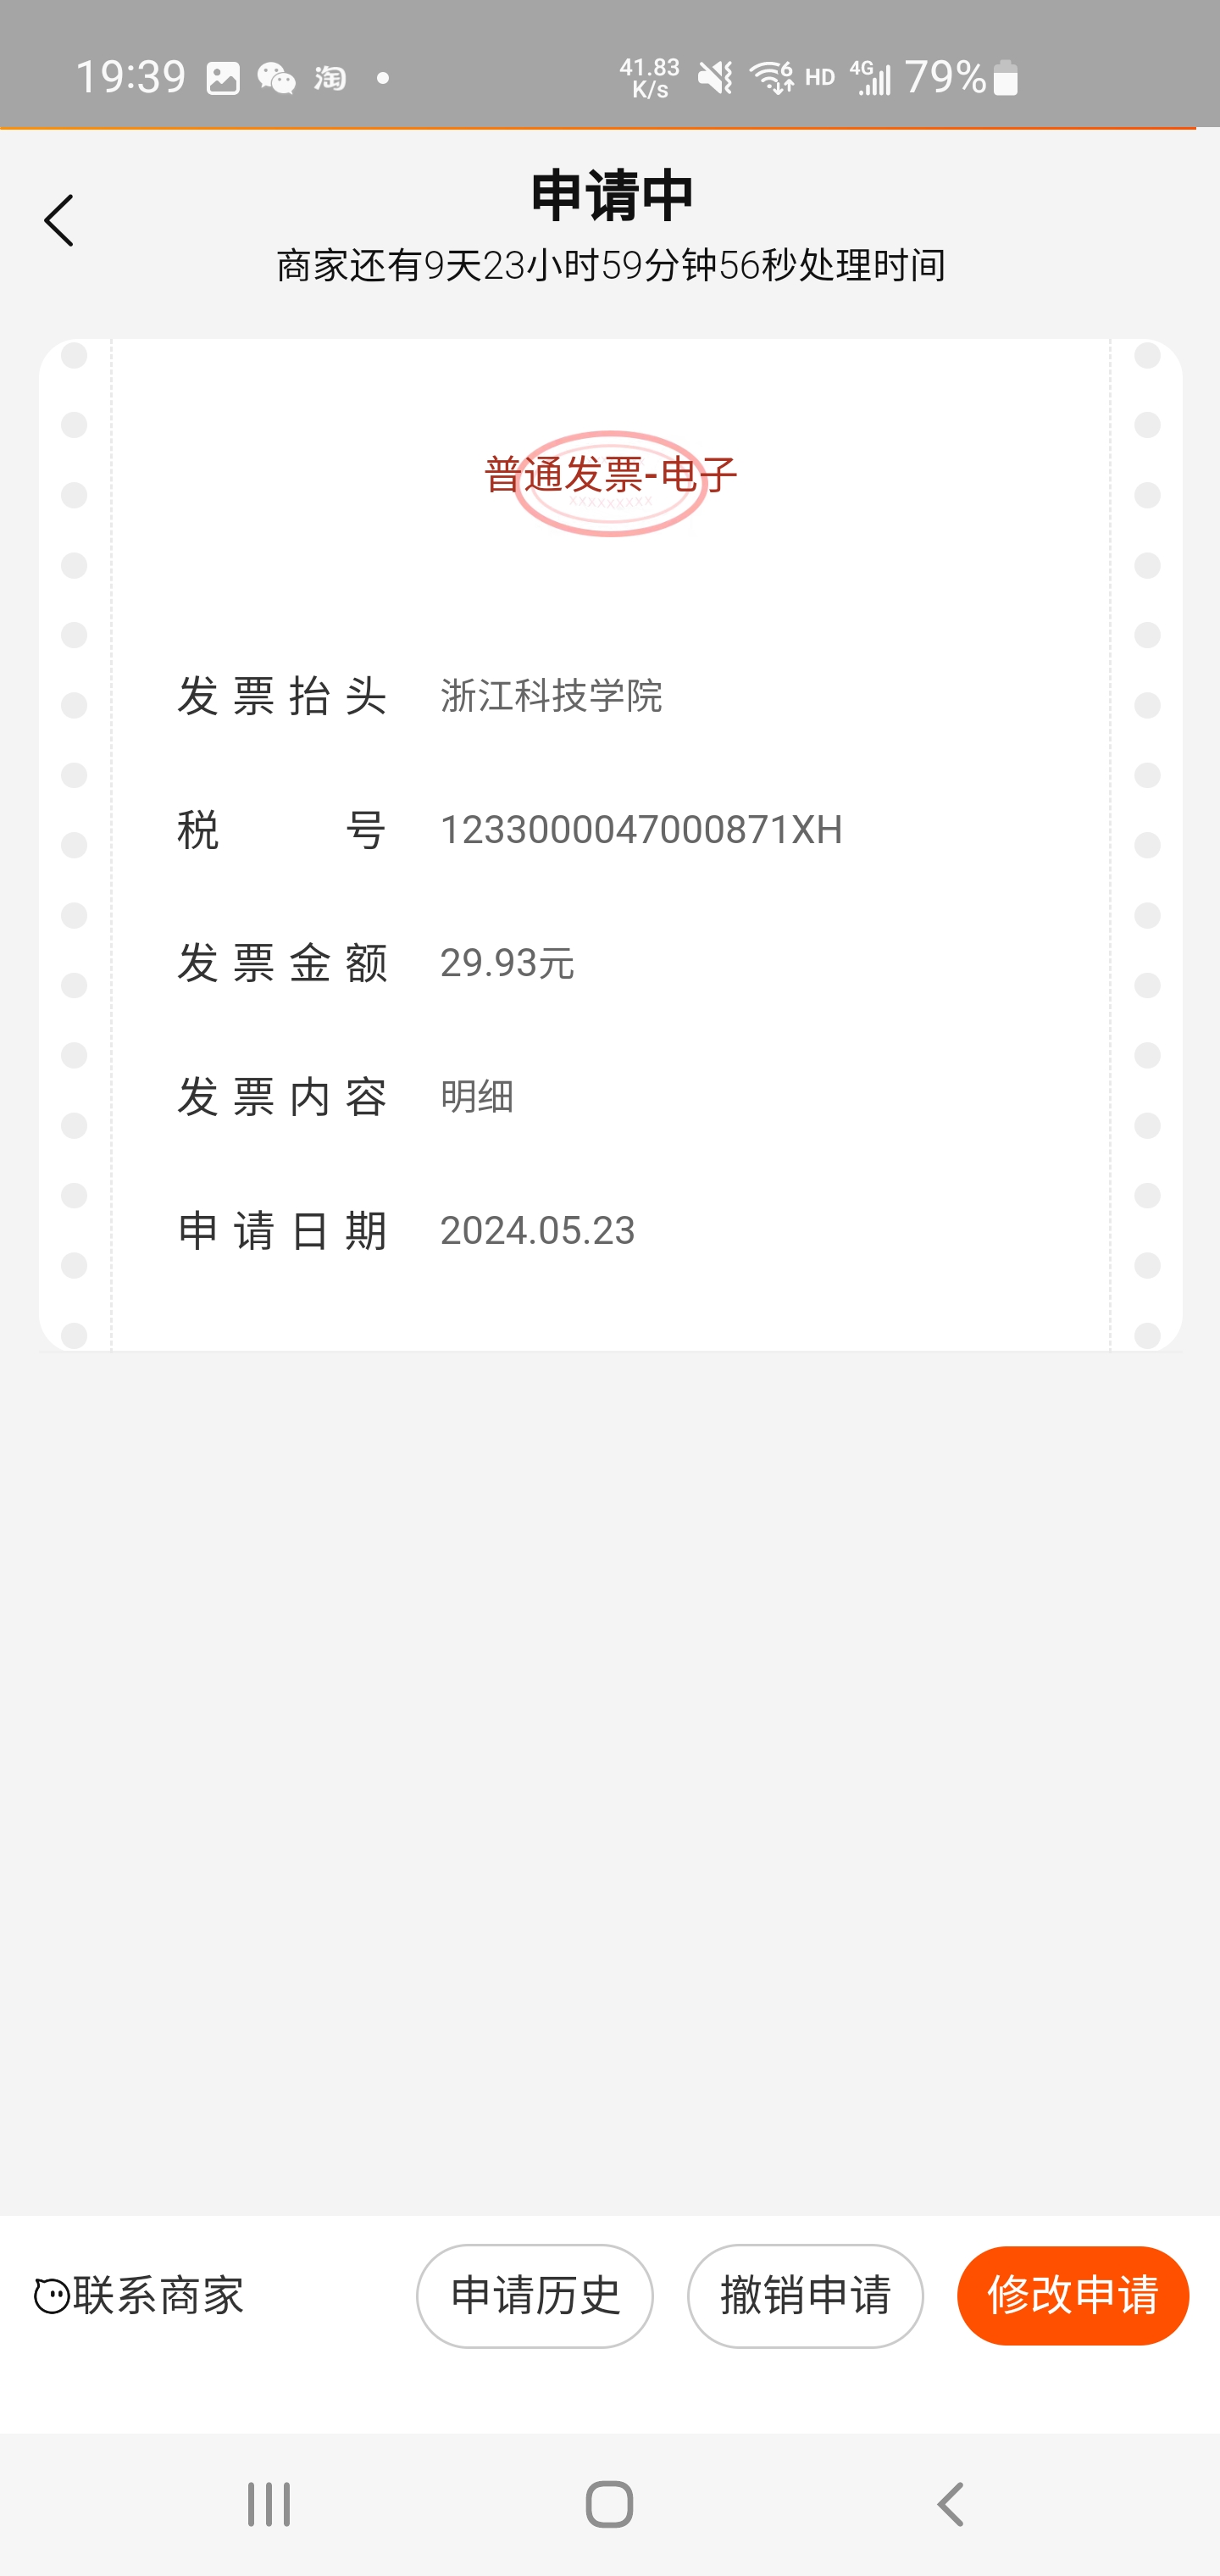 19:39 淘 41.83 K/s 6 HD 4G 79%
申请中
商家还有9天23小时59分钟56秒处理时间
普通发票-电子
XXXXXXXXX
发票抬头 浙江科技学院
税号 1233000047000871XH
发票金额 29.93元
发票内容 明细
申请日期 2024.05.23
联系商家 申请历史 撤销申请 修改申请